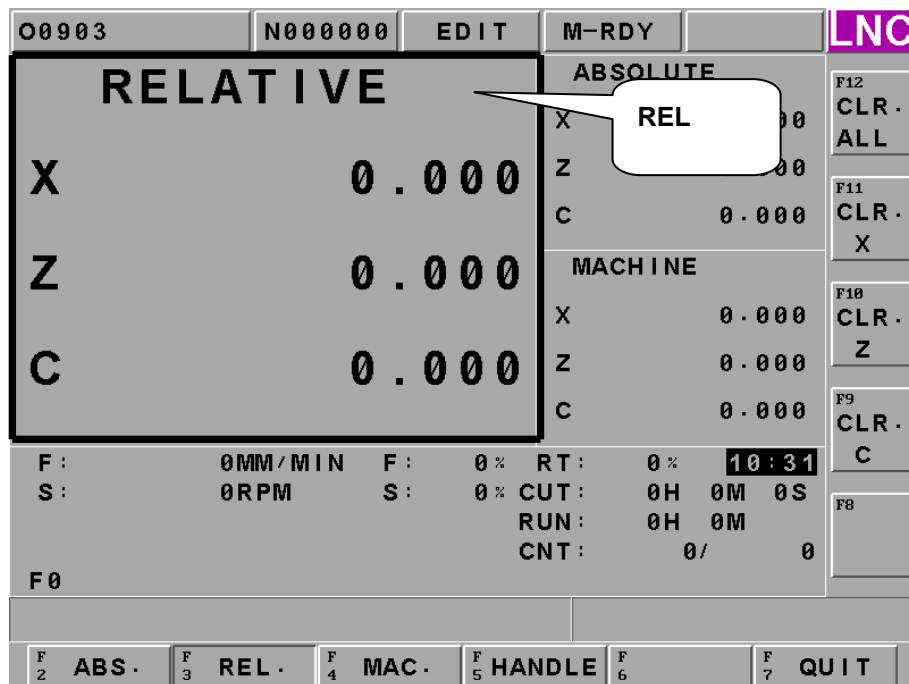 O0903 N000000 EDIT M-RDY LNC
RELATIVE
X 0.000
Z 0.000
C 0.000
REL
ABSOLUTE
X 00
Z 00
C 0.000
MACHINE
X 0.000
Z 0.000
C 0.000
F12
CLR.
ALL
F11
CLR.
X
F10
CLR.
Z
F9
CLR.
C
F8
F: 0MM/MIN F: 0% RT: 0% 10:31
S: 0RPM S: 0% CUT: 0H 0M 0S
RUN: 0H 0M
CNT: 0/ 0
F0
F2 ABS. F3 REL. F4 MAC. F5 HANDLE F6 F7 QUIT